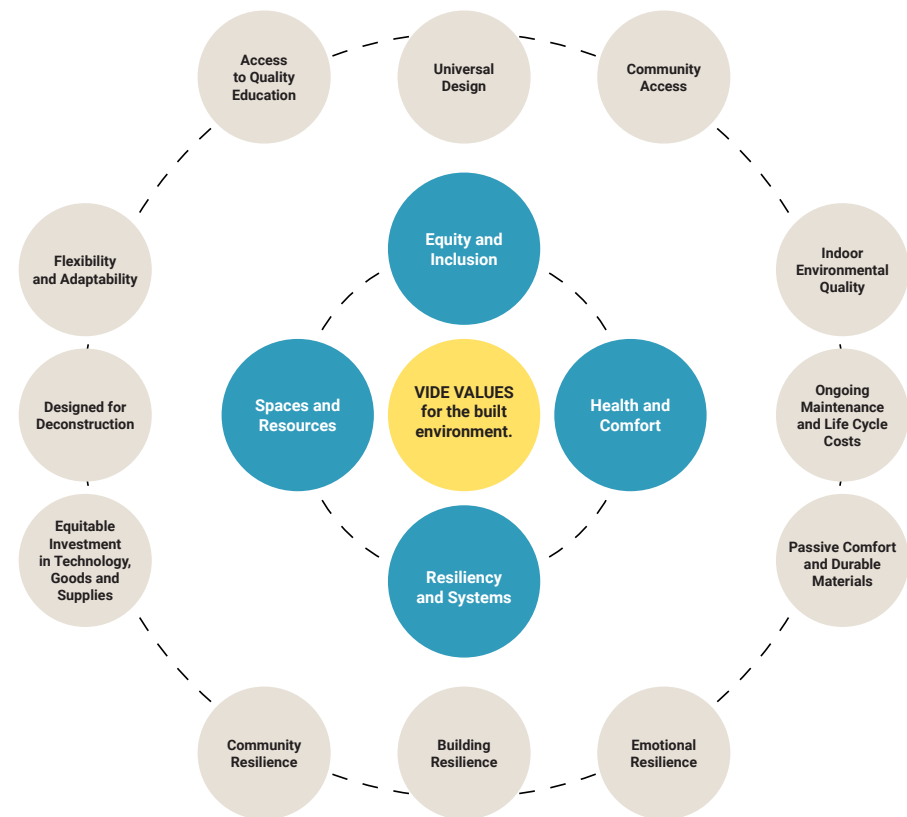 Access
to Quality
Education
Universal
Design
Community
Access
Equity and
Inclusion
Flexibility
and Adaptability
Indoor
Environmental
Quality
Spaces and
Resources
VIDE VALUES
for the built
environment.
Health and
Comfort
Designed for
Deconstruction
Ongoing
Maintenance
and Life Cycle
Costs
Equitable
Investment
in Technology,
Goods and
Supplies
Resiliency
and Systems
Passive Comfort
and Durable
Materials
Community
Resilience
Building
Resilience
Emotional
Resilience